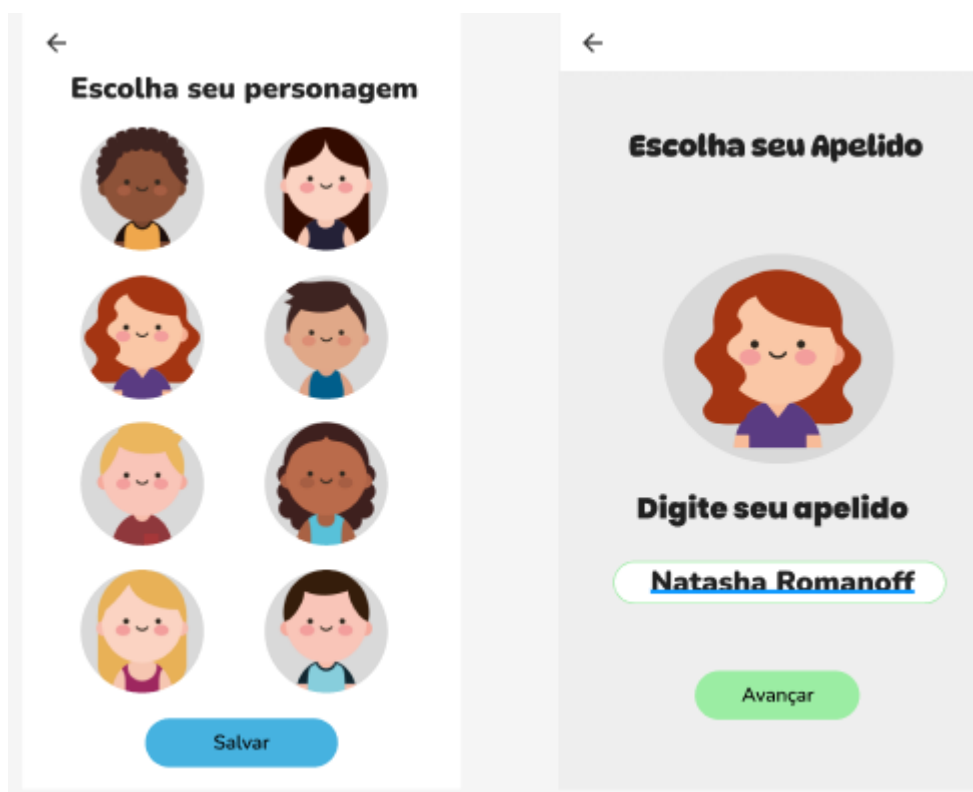 Escolha seu personagem
Salvar
Escolha seu Apelido
Digite seu apelido
Natasha Romanoff
Avançar